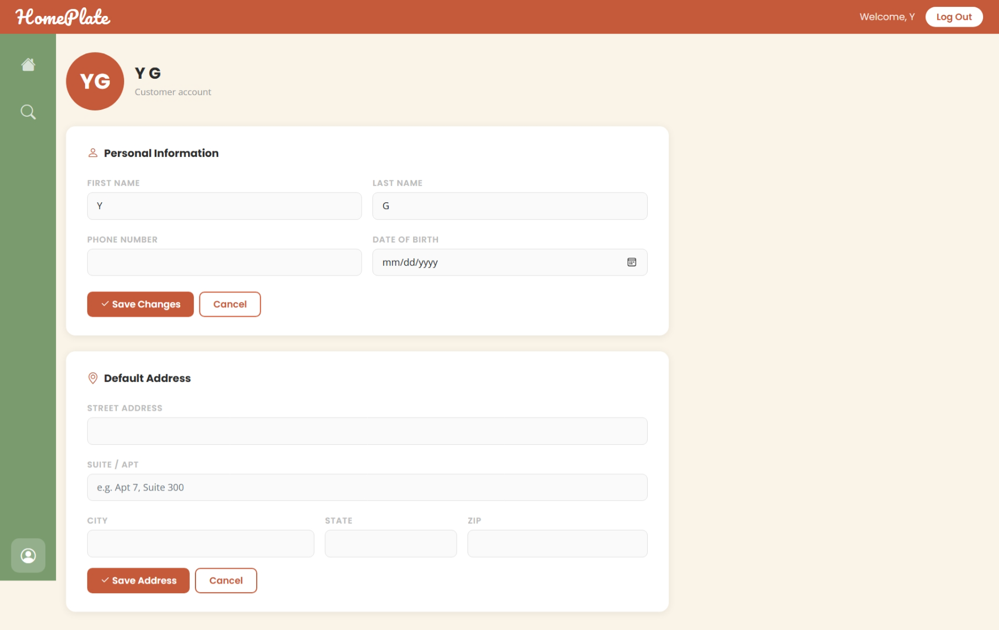 HomePlate
Welcome, Y
Log Out
YG
Y G
Customer account
Personal Information
FIRST NAME
LAST NAME
Y
G
PHONE NUMBER
DATE OF BIRTH
mm/dd/yyyy
Save Changes
Cancel
Default Address
STREET ADDRESS
SUITE / APT
e.g. Apt 7, Suite 300
CITY
STATE
ZIP
Save Address
Cancel